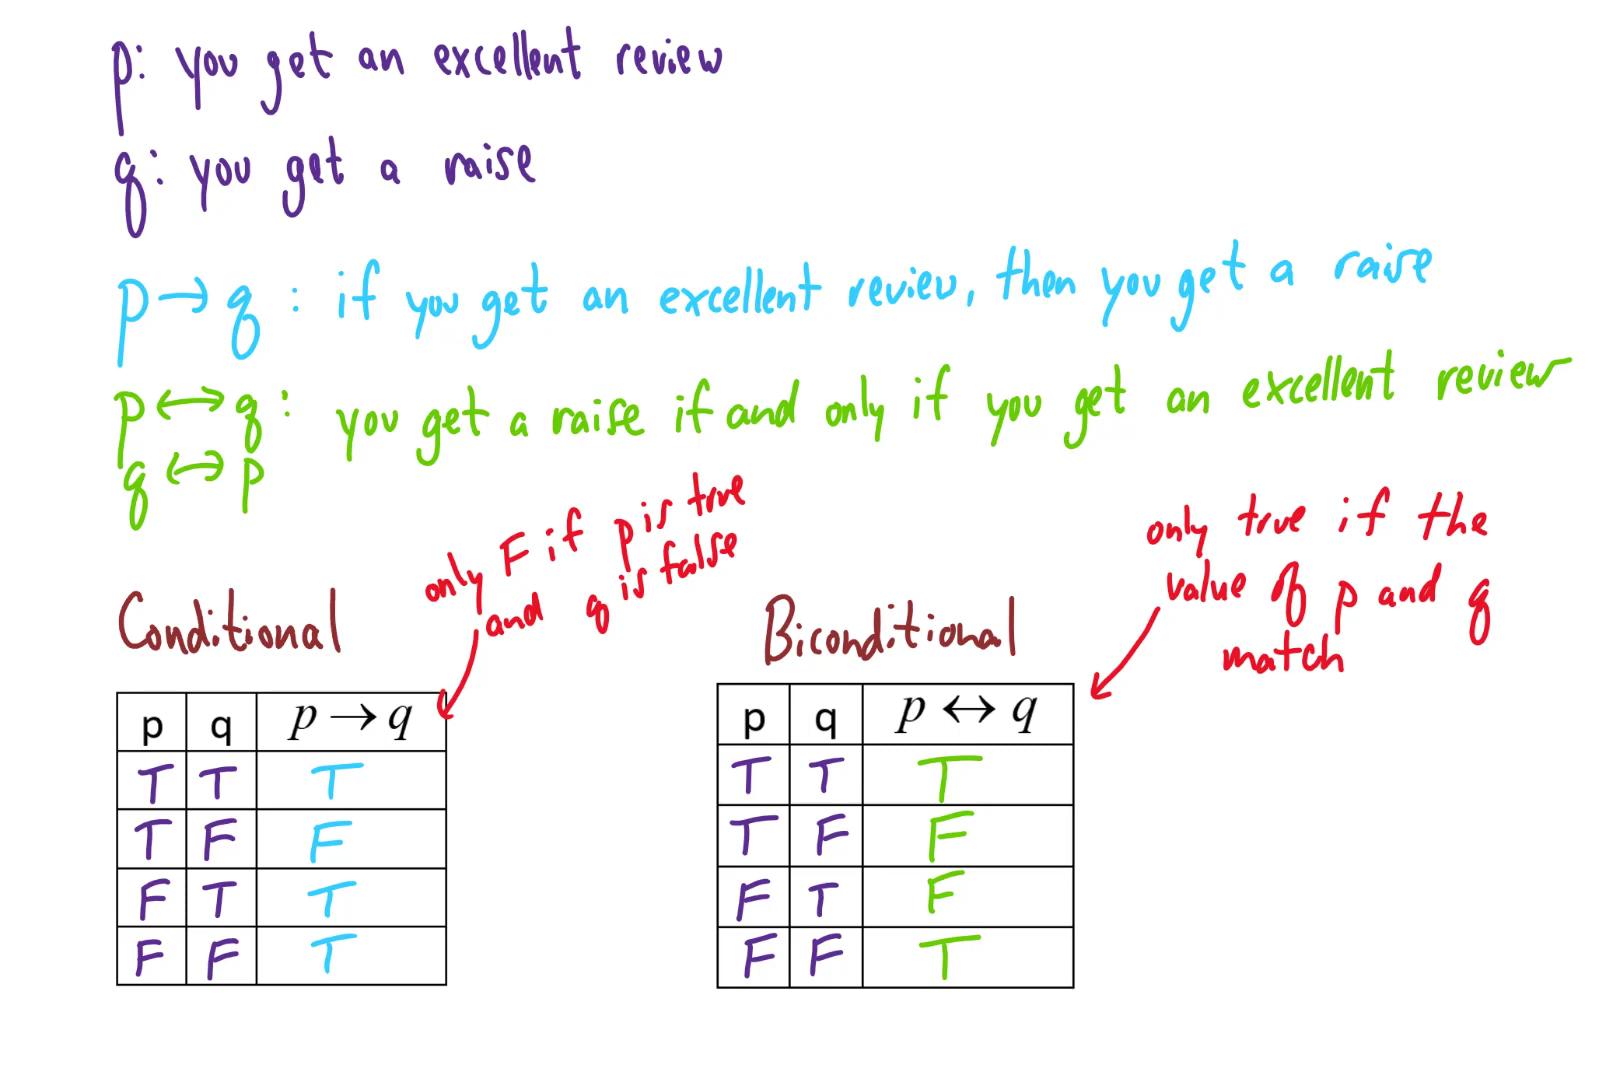 p: you get an excellent review
q: you get a raise
p → q : if you get an excellent review, then you get a raise
p ↔ q : you get a raise if and only if you get an excellent review
q ↔ p
only F if p is true
and q is false
only true if the
value of p and q
match
Conditional
Biconditional
p q p → q
T T T
T F F
F T T
F F T
p q p ↔ q
T T T
T F F
F T F
F F T